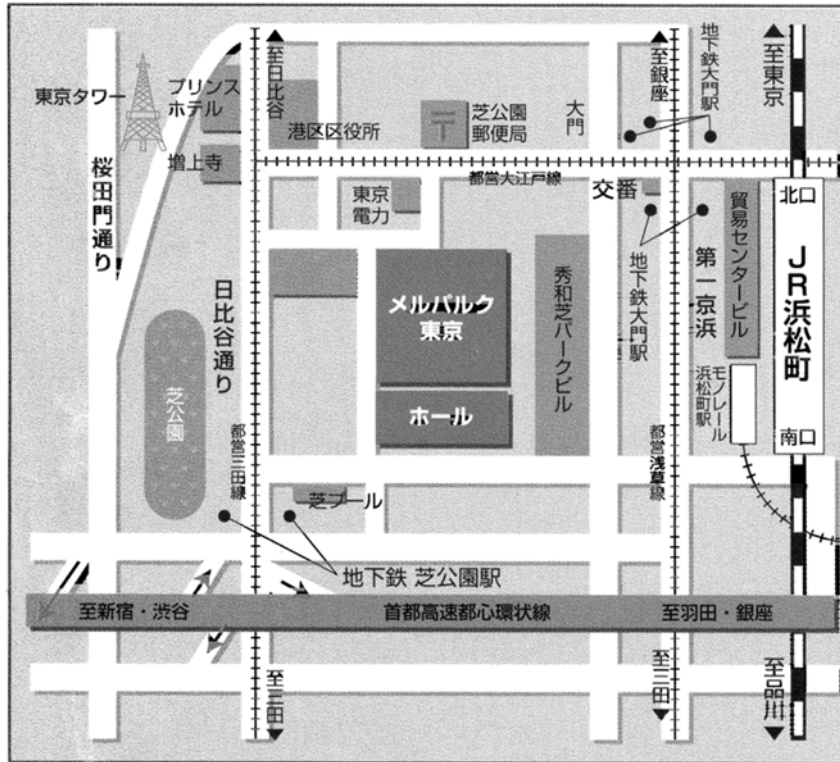 至日比谷
至銀座
地下鉄大門駅
至東京
東京タワー
プリンス
ホテル
港区区役所
芝公園
郵便局
大門
増上寺
桜田門通り
都営大江戸線
東京
電力
交番
北口
貿易センタービル
地下鉄大門駅
第一京浜
JR浜松町
日比谷通り
メルパルク
東京
秀和芝パークビル
芝公園
ホール
モノレール
浜松町駅
南口
都営三田線
都営浅草線
芝プール
地下鉄 芝公園駅
至新宿・渋谷
首都高速都心環状線
至羽田・銀座
至三田
至三田
至品川